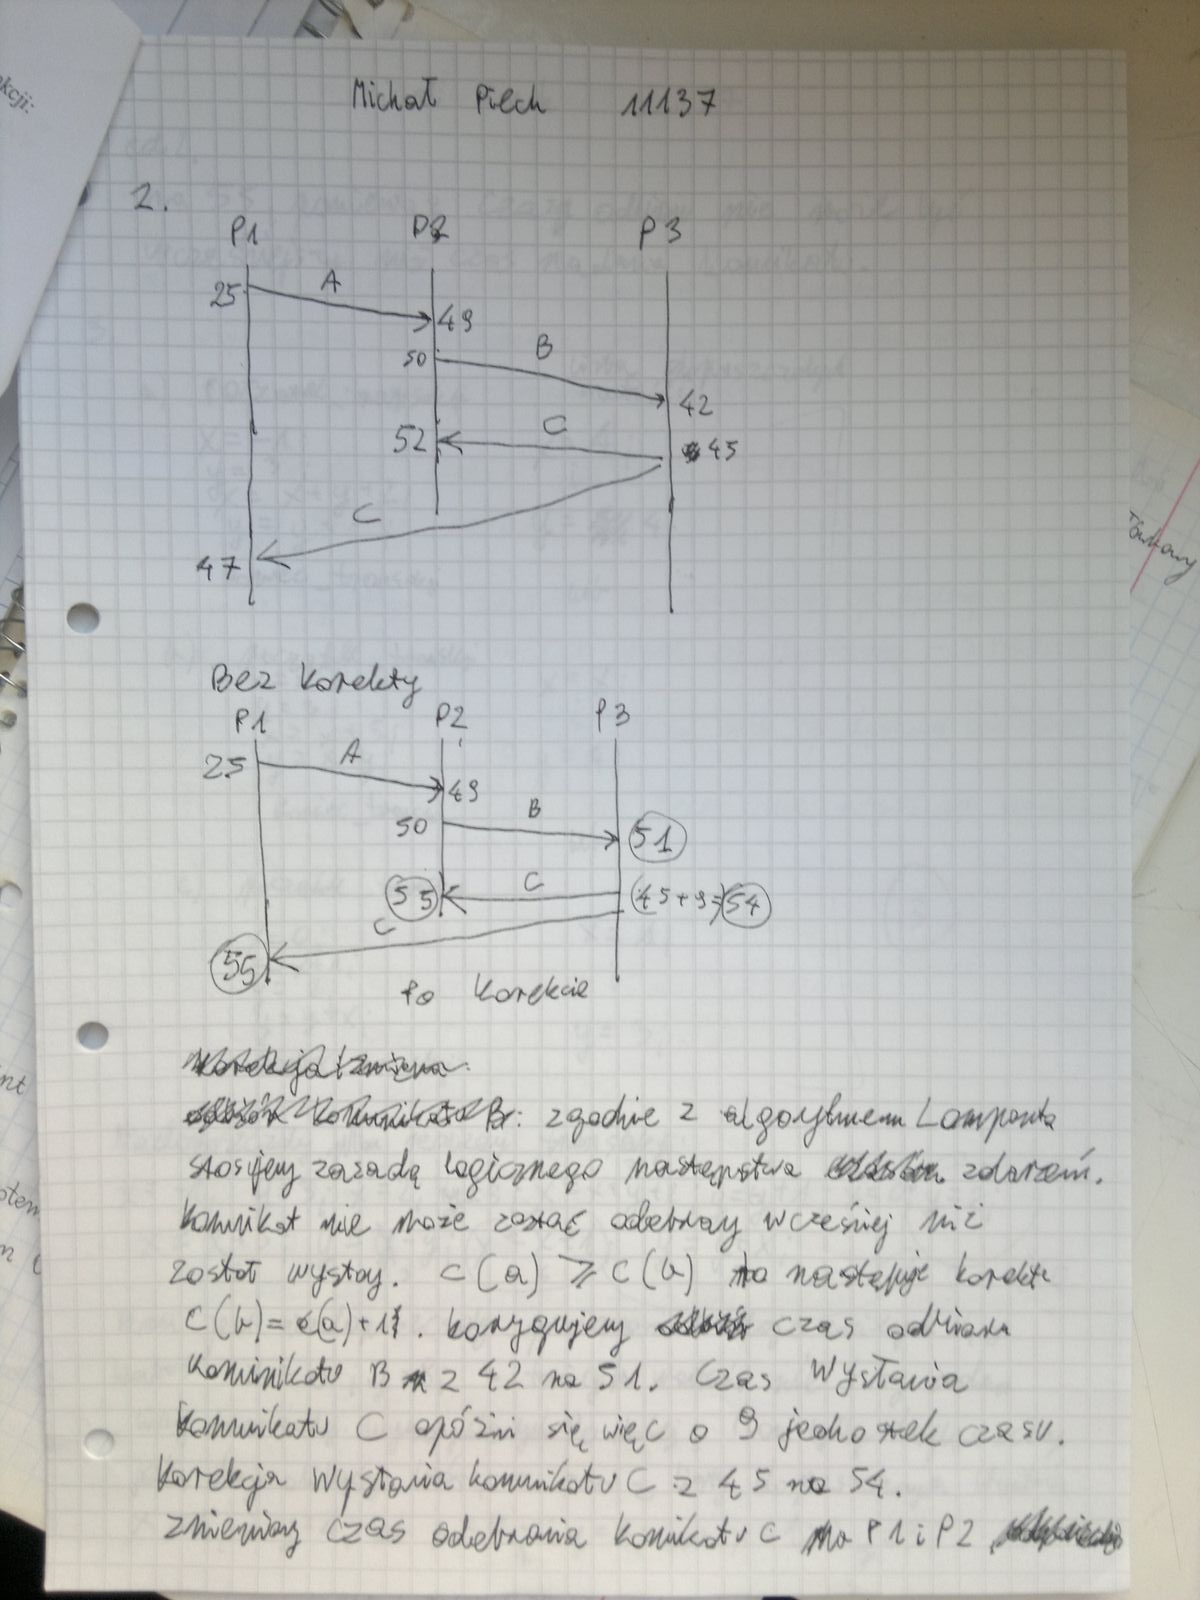 kcji:
Michał Piech 11137
2.
P1 P2 P3
A
25
49
B
50
42
C
52
45
C
47
Bez korekty
P1 P2 P3
A
25
49
B
50
51
C
55
(45+9=)54
C
55
Po korekcie
B: zgodnie z algorytmem Lamporta
stosujemy zasadą logicznego następstwa zdarzeń.
Komunikat nie może zostać odebrany wcześniej niż
został wysłany. C(a) ⩾ C(b) to następuje korekta
C(b)=C(a)+1. korygujemy czas odbioru
komunikatu B z 42 na 51. Czas wysłania
komunikatu C opóźni się więc o 9 jednostek czasu.
Korekcja wysłania komunikatu C z 45 na 54.
Zmieniamy czas odebrania komunikatu C na P1 i P2